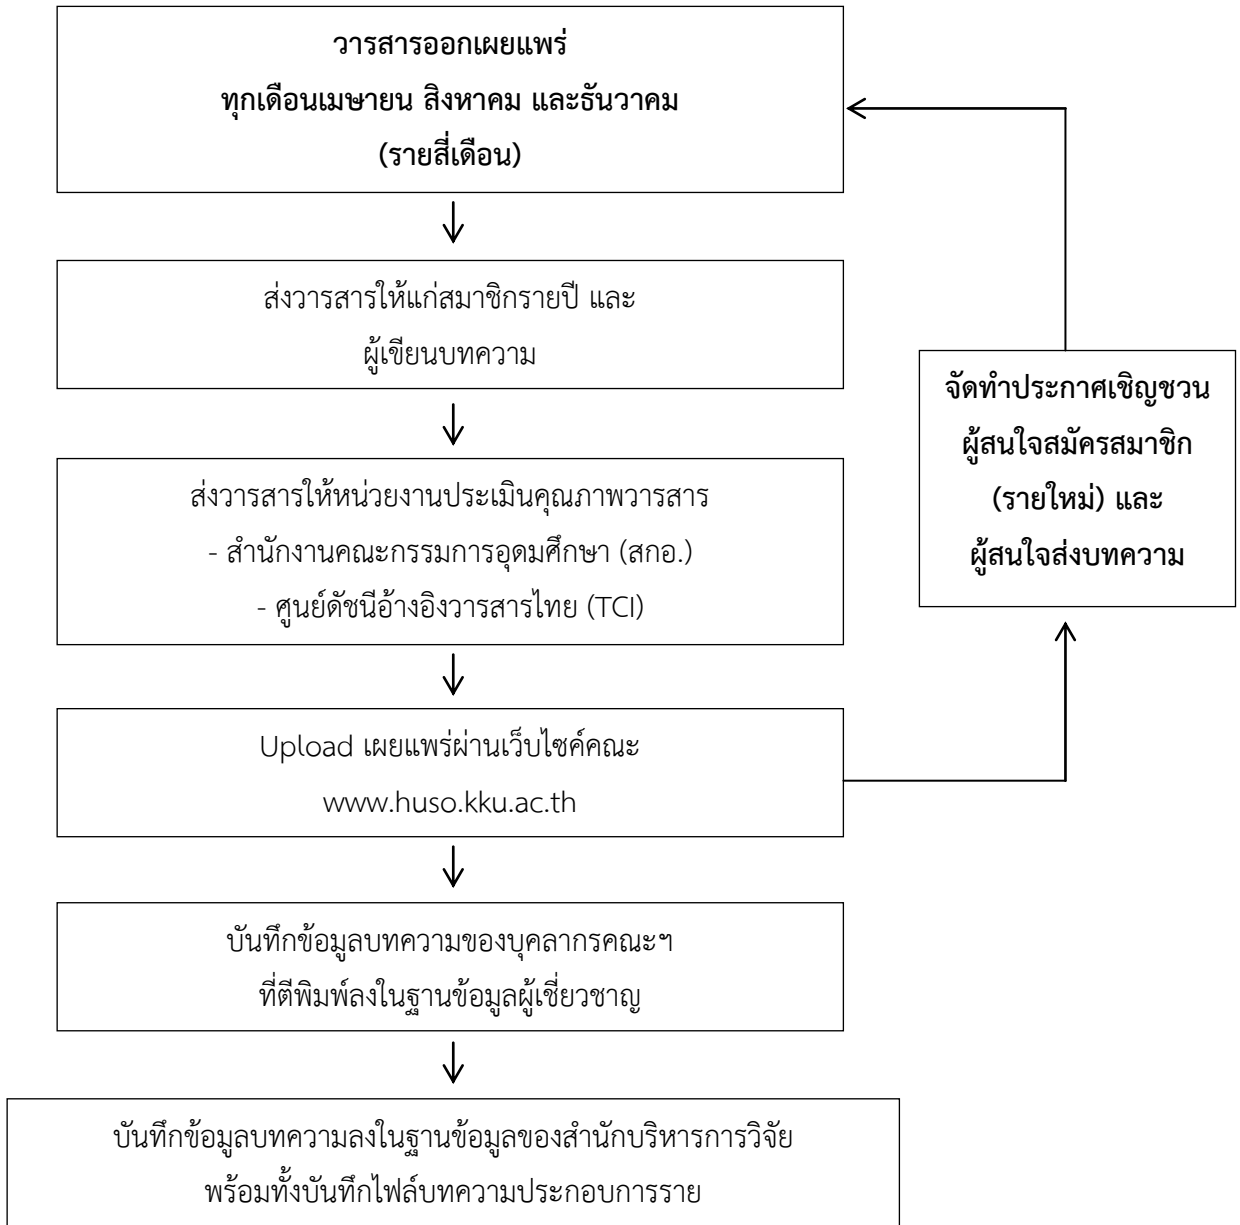 วารสารออกเผยแพร่
ทุกเดือนเมษายน สิงหาคม และธันวาคม
(รายสี่เดือน)
ส่งวารสารให้แก่สมาชิกรายปี และ
ผู้เขียนบทความ
ส่งวารสารให้หน่วยงานประเมินคุณภาพวารสาร
- สำนักงานคณะกรรมการอุดมศึกษา (สกอ.)
- ศูนย์ดัชนีอ้างอิงวารสารไทย (TCI)
Upload เผยแพร่ผ่านเว็บไซค์คณะ
www.huso.kku.ac.th
จัดทำประกาศเชิญชวน
ผู้สนใจสมัครสมาชิก
(รายใหม่) และ
ผู้สนใจส่งบทความ
บันทึกข้อมูลบทความของบุคลากรคณะฯ
ที่ตีพิมพ์ลงในฐานข้อมูลผู้เชี่ยวชาญ
บันทึกข้อมูลบทความลงในฐานข้อมูลของสำนักบริหารการวิจัย
พร้อมทั้งบันทึกไฟล์บทความประกอบการราย